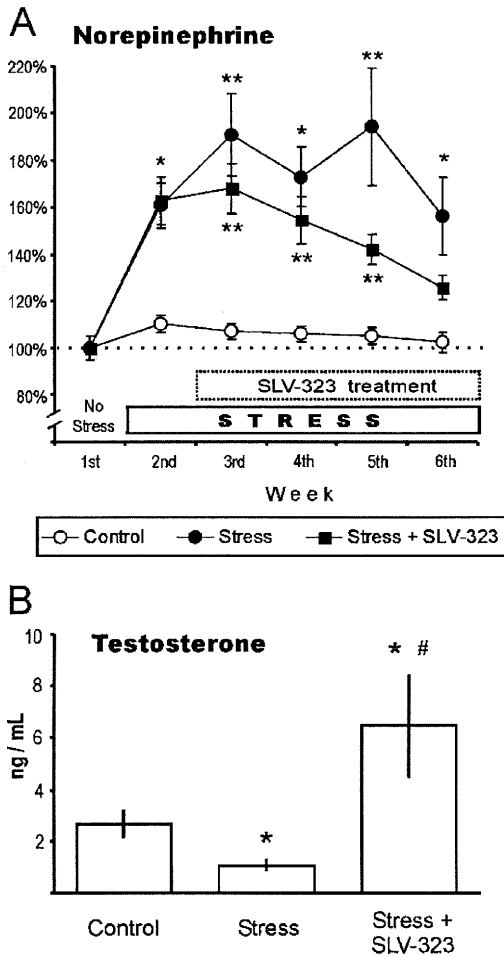 A
Norepinephrine
220%
200%
180%
160%
140%
120%
100%
80%
** ** * * *
** ** **
SLV-323 treatment
No
Stress
STRESS
1st 2nd 3rd 4th 5th 6th
Week
Control Stress Stress + SLV-323
B
Testosterone
10
8
6
4
2
ng / mL
* #
*
Control Stress Stress +
SLV-323